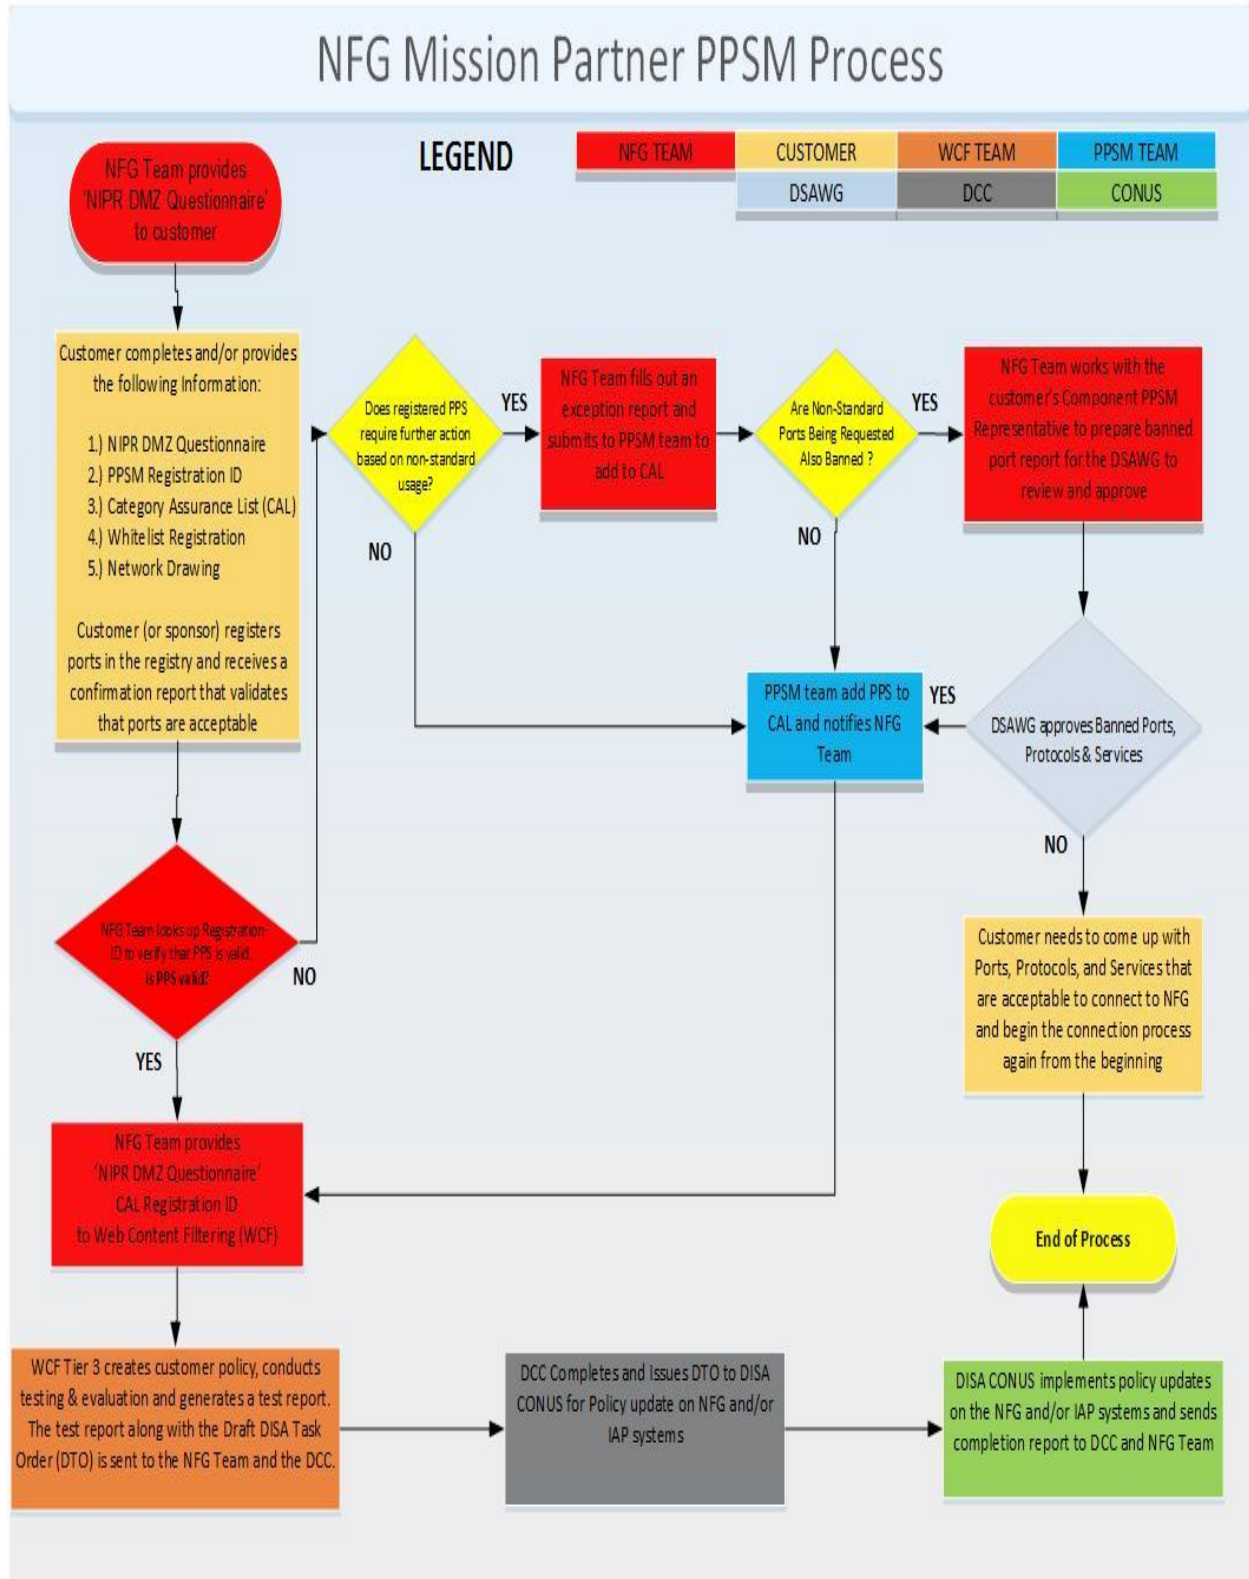 NFG Mission Partner PPSM Process
LEGEND
NFG TEAM
CUSTOMER
WCF TEAM
PPSM TEAM
DSAWG
DCC
CONUS
NFG Team provides
'NIPR DMZ Questionnaire'
to customer
Customer completes and/or provides
the following Information:
1.) NIPR DMZ Questionnaire
2.) PPSM Registration ID
3.) Category Assurance List (CAL)
4.) Whitelist Registration
5.) Network Drawing
Customer (or sponsor) registers
ports in the registry and receives a
confirmation report that validates
that ports are acceptable
NFG Team looks up Registration
ID to verify that PPS is valid.
Is PPS valid?
NO
YES
Does registered PPS
require further action
based on non-standard
usage?
YES
NO
NFG Team fills out an
exception report and
submits to PPSM team to
add to CAL
Are Non-Standard
Ports Being Requested
Also Banned ?
YES
NO
NFG Team works with the
customer's Component PPSM
Representative to prepare banned
port report for the DSAWG to
review and approve
PPSM team add PPS to
CAL and notifies NFG
Team
YES
DSAWG approves Banned Ports,
Protocols & Services
NO
Customer needs to come up with
Ports, Protocols, and Services that
are acceptable to connect to NFG
and begin the connection process
again from the beginning
NFG Team provides
'NIPR DMZ Questionnaire'
CAL Registration ID
to Web Content Filtering (WCF)
End of Process
WCF Tier 3 creates customer policy, conducts
testing & evaluation and generates a test report.
The test report along with the Draft DISA Task
Order (DTO) is sent to the NFG Team and the DCC.
DCC Completes and Issues DTO to DISA
CONUS for Policy update on NFG and/or
IAP systems
DISA CONUS implements policy updates
on the NFG and/or IAP systems and sends
completion report to DCC and NFG Team